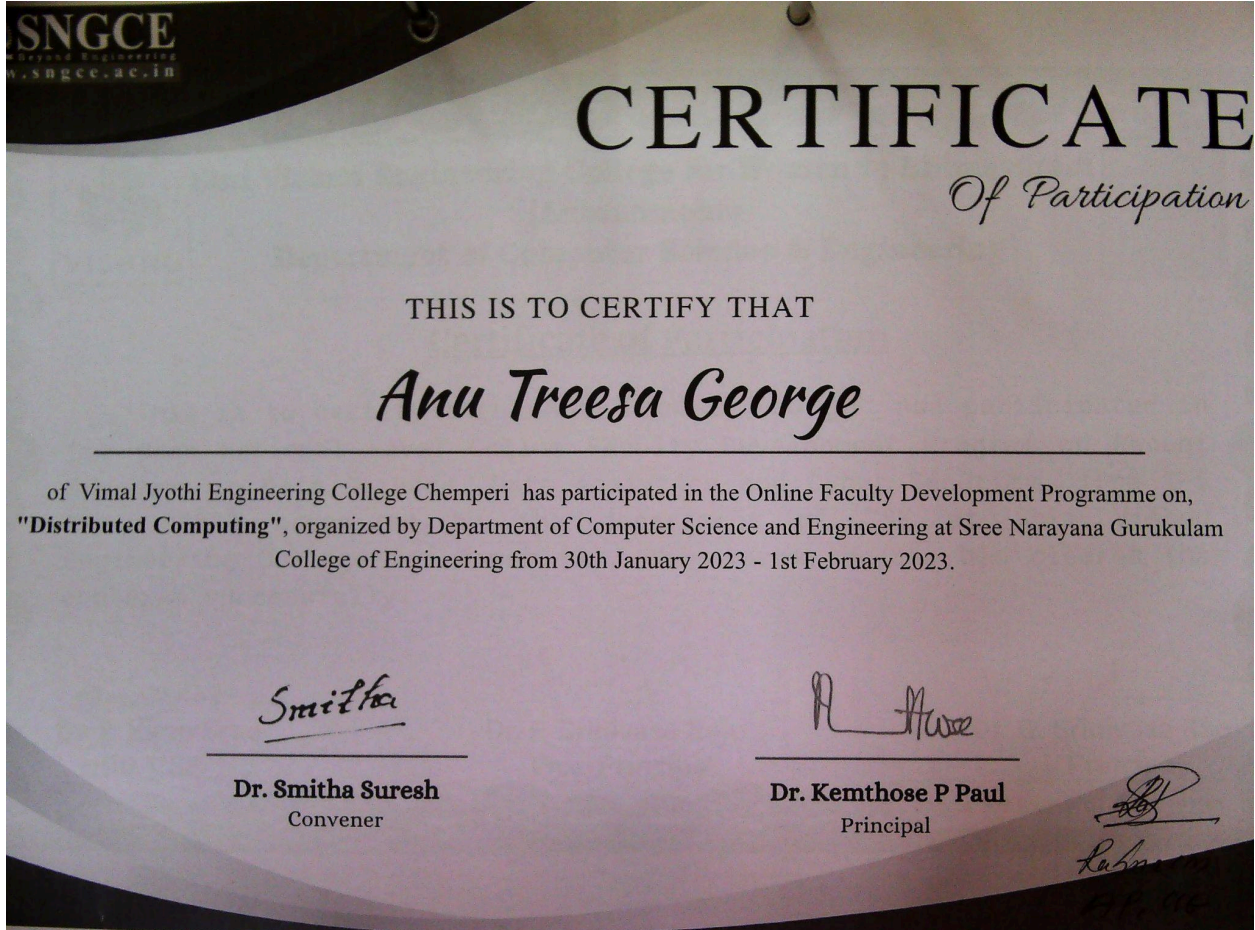 SNGCE
Beyond Engineering
w.sngce.ac.in
CERTIFICATE
Of Participation
THIS IS TO CERTIFY THAT
Anu Treesa George
of Vimal Jyothi Engineering College Chemperi has participated in the Online Faculty Development Programme on,
"Distributed Computing", organized by Department of Computer Science and Engineering at Sree Narayana Gurukulam
College of Engineering from 30th January 2023 - 1st February 2023.
Smitha
Dr. Smitha Suresh
Convener
Dr. Kemthose P Paul
Principal